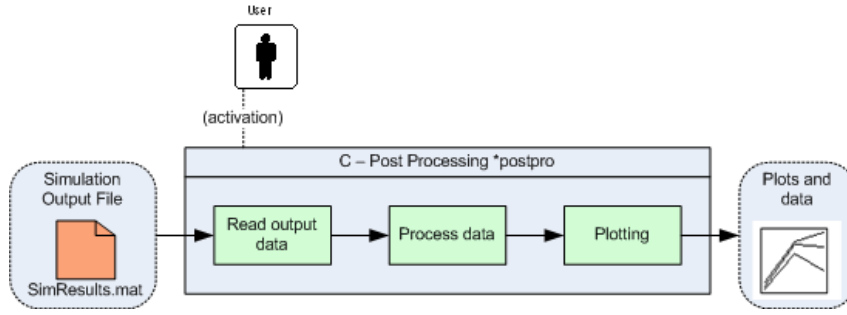 User
(activation)
C – Post Processing *postpro
Simulation
Output File
SimResults.mat
Read output
data
Process data
Plotting
Plots and
data